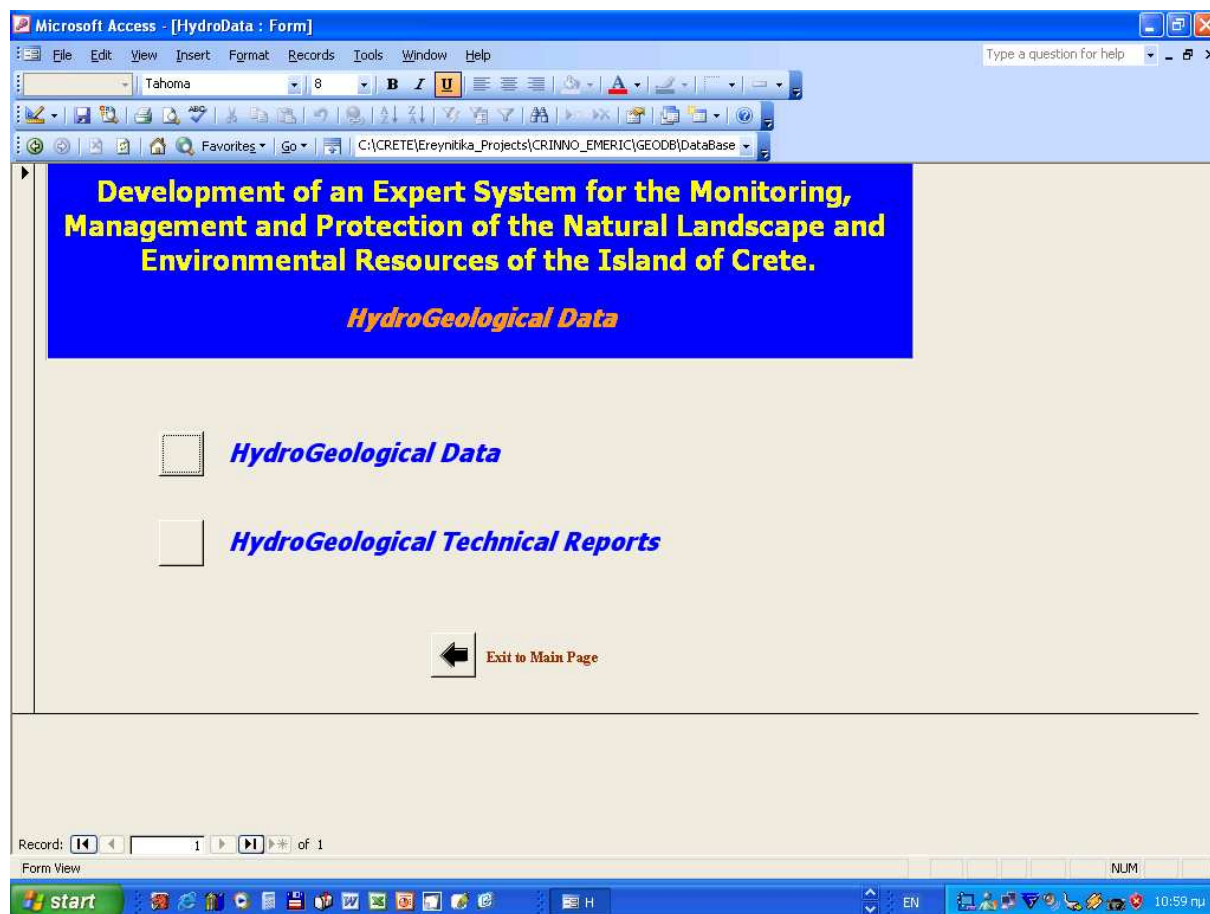 Microsoft Access - [HydroData : Form]
File Edit View Insert Format Records Tools Window Help
Type a question for help
Tahoma 8 B I U A
Favorites Go C:\CRETE\Ereynitika_Projects\CRINNO_EMERIC\GEODB\DataBase
Development of an Expert System for the Monitoring,
Management and Protection of the Natural Landscape and
Environmental Resources of the Island of Crete.
HydroGeological Data
HydroGeological Data
HydroGeological Technical Reports
Exit to Main Page
Record: 1 of 1
Form View
NUM
start
H
EN
10:59 πμ